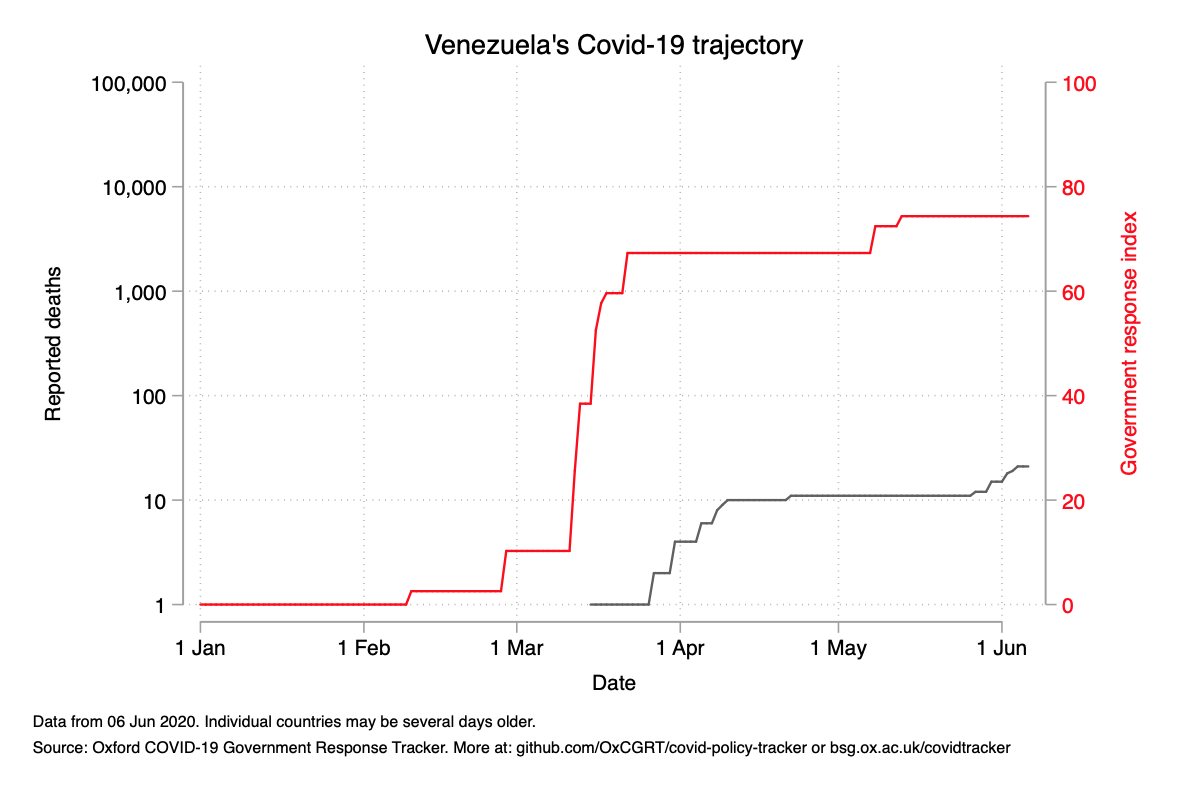 Venezuela's Covid-19 trajectory
100,000
10,000
1,000
100
10
1
Reported deaths
100
80
60
40
20
0
Government response index
1 Jan 1 Feb 1 Mar 1 Apr 1 May 1 Jun
Date
Data from 06 Jun 2020. Individual countries may be several days older.
Source: Oxford COVID-19 Government Response Tracker. More at: github.com/OxCGRT/covid-policy-tracker or bsg.ox.ac.uk/covidtracker